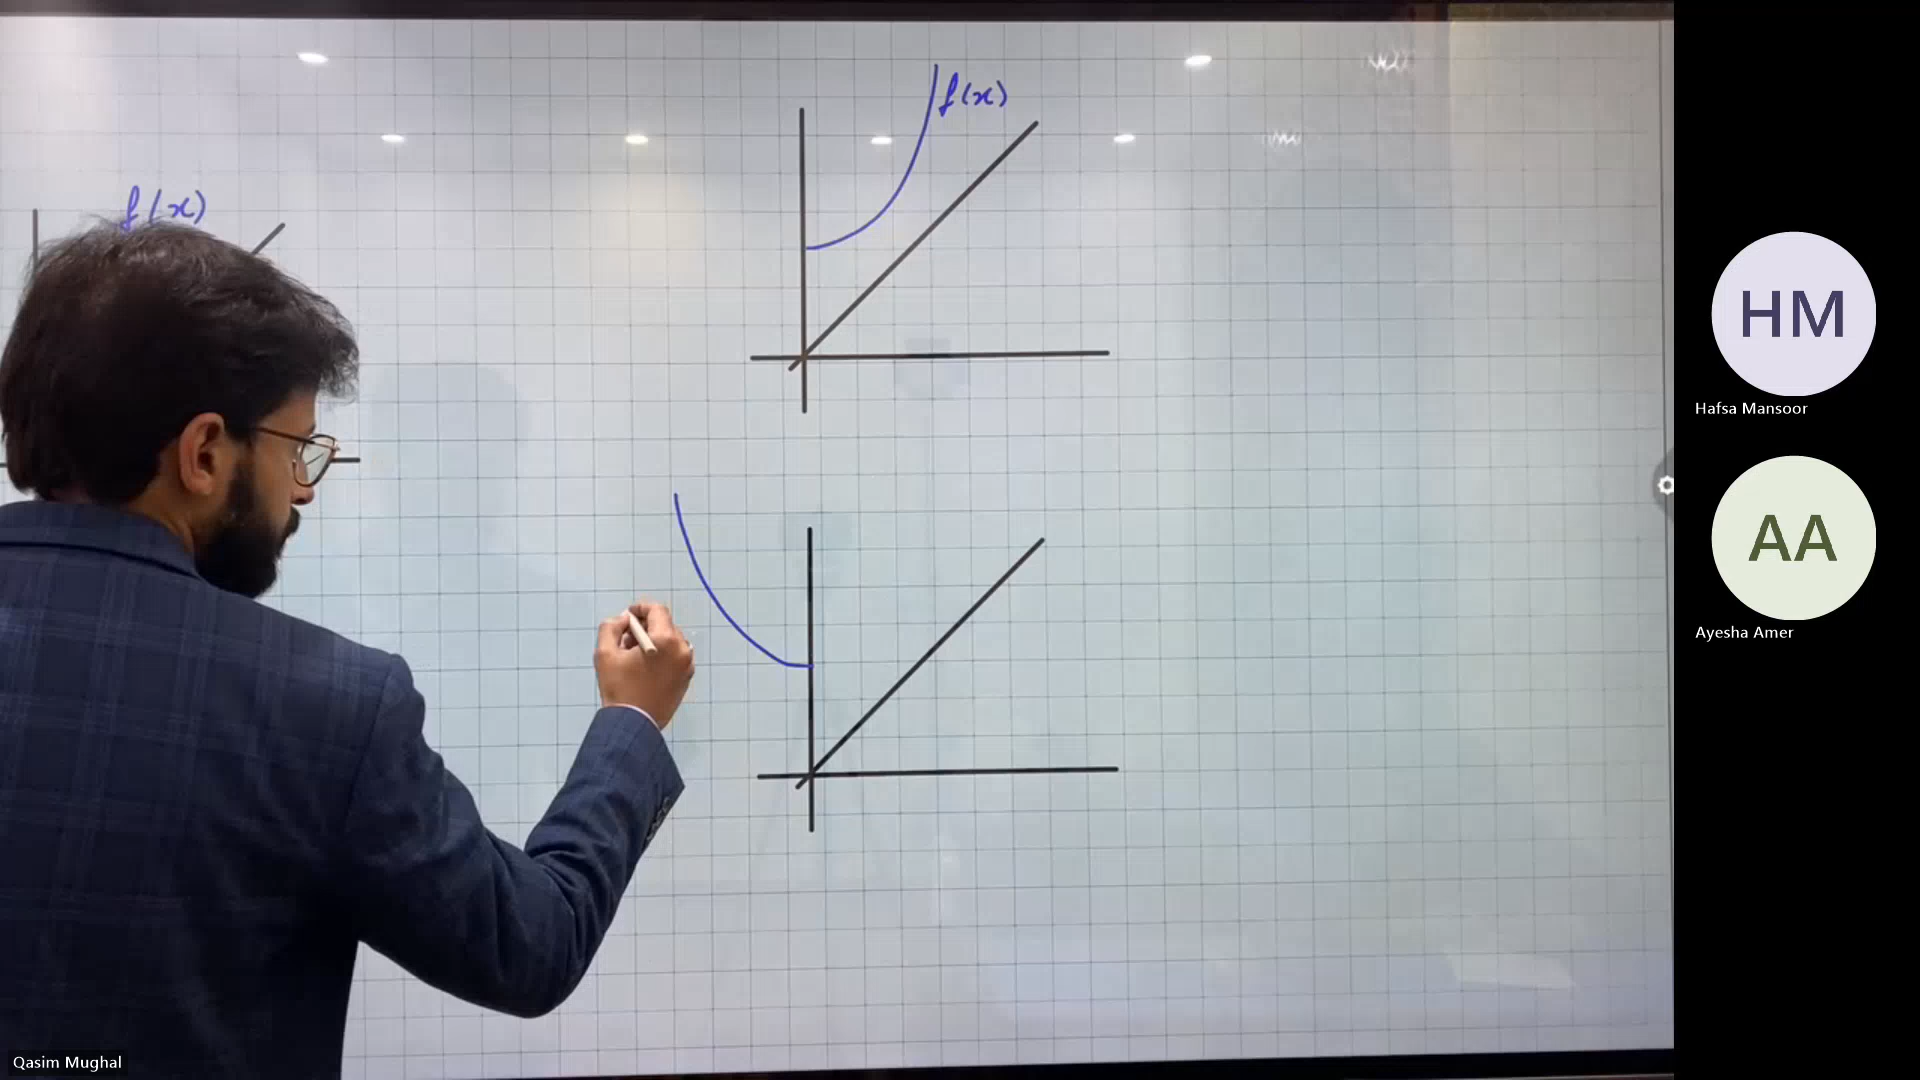 f(x)
f(x)
HM
Hafsa Mansoor
AA
Ayesha Amer
Qasim Mughal